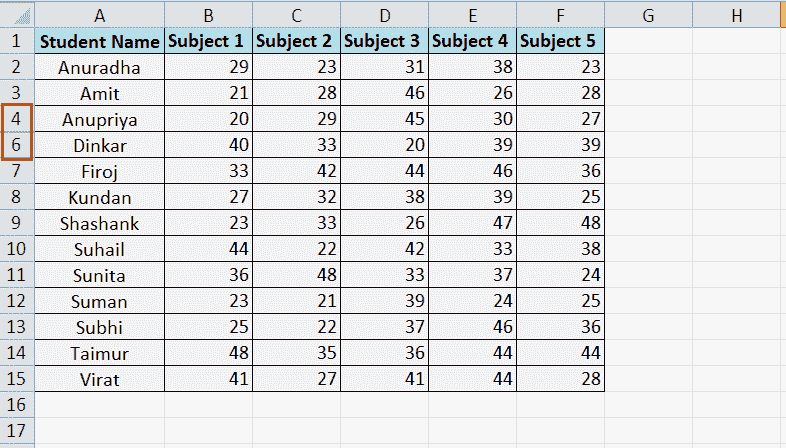 A B C D E F G H
1 Student Name Subject 1 Subject 2 Subject 3 Subject 4 Subject 5
2 Anuradha 29 23 31 38 23
3 Amit 21 28 46 26 28
4 Anupriya 20 29 45 30 27
6 Dinkar 40 33 20 39 39
7 Firoj 33 42 44 46 36
8 Kundan 27 32 38 39 25
9 Shashank 23 33 26 47 48
10 Suhail 44 22 42 33 38
11 Sunita 36 48 33 37 24
12 Suman 23 21 39 24 25
13 Subhi 25 22 37 46 36
14 Taimur 48 35 36 44 44
15 Virat 41 27 41 44 28
16
17